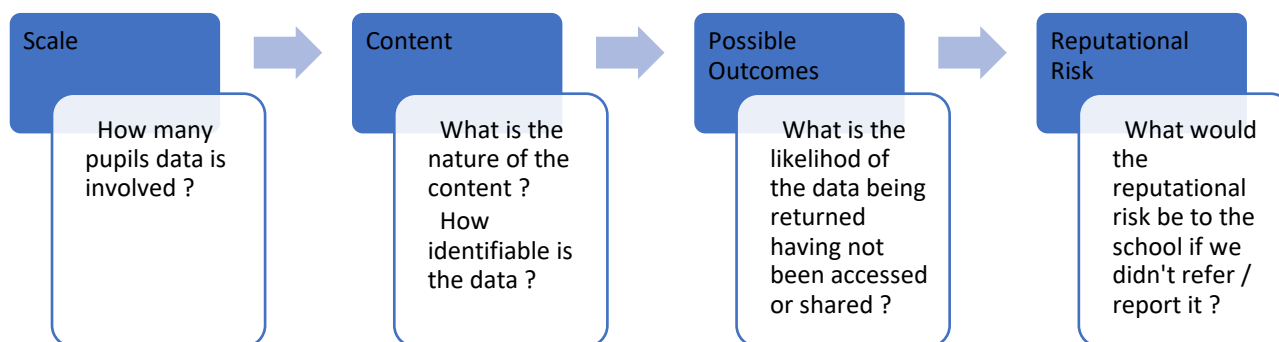 Scale
How many
pupils data is
involved ?
Content
What is the
nature of the
content ?
How
identifiable is
the data ?
Possible
Outcomes
What is the
likelihod of
the data being
returned
having not
been accessed
or shared ?
Reputational
Risk
What would
the
reputational
risk be to the
school if we
didn't refer /
report it ?